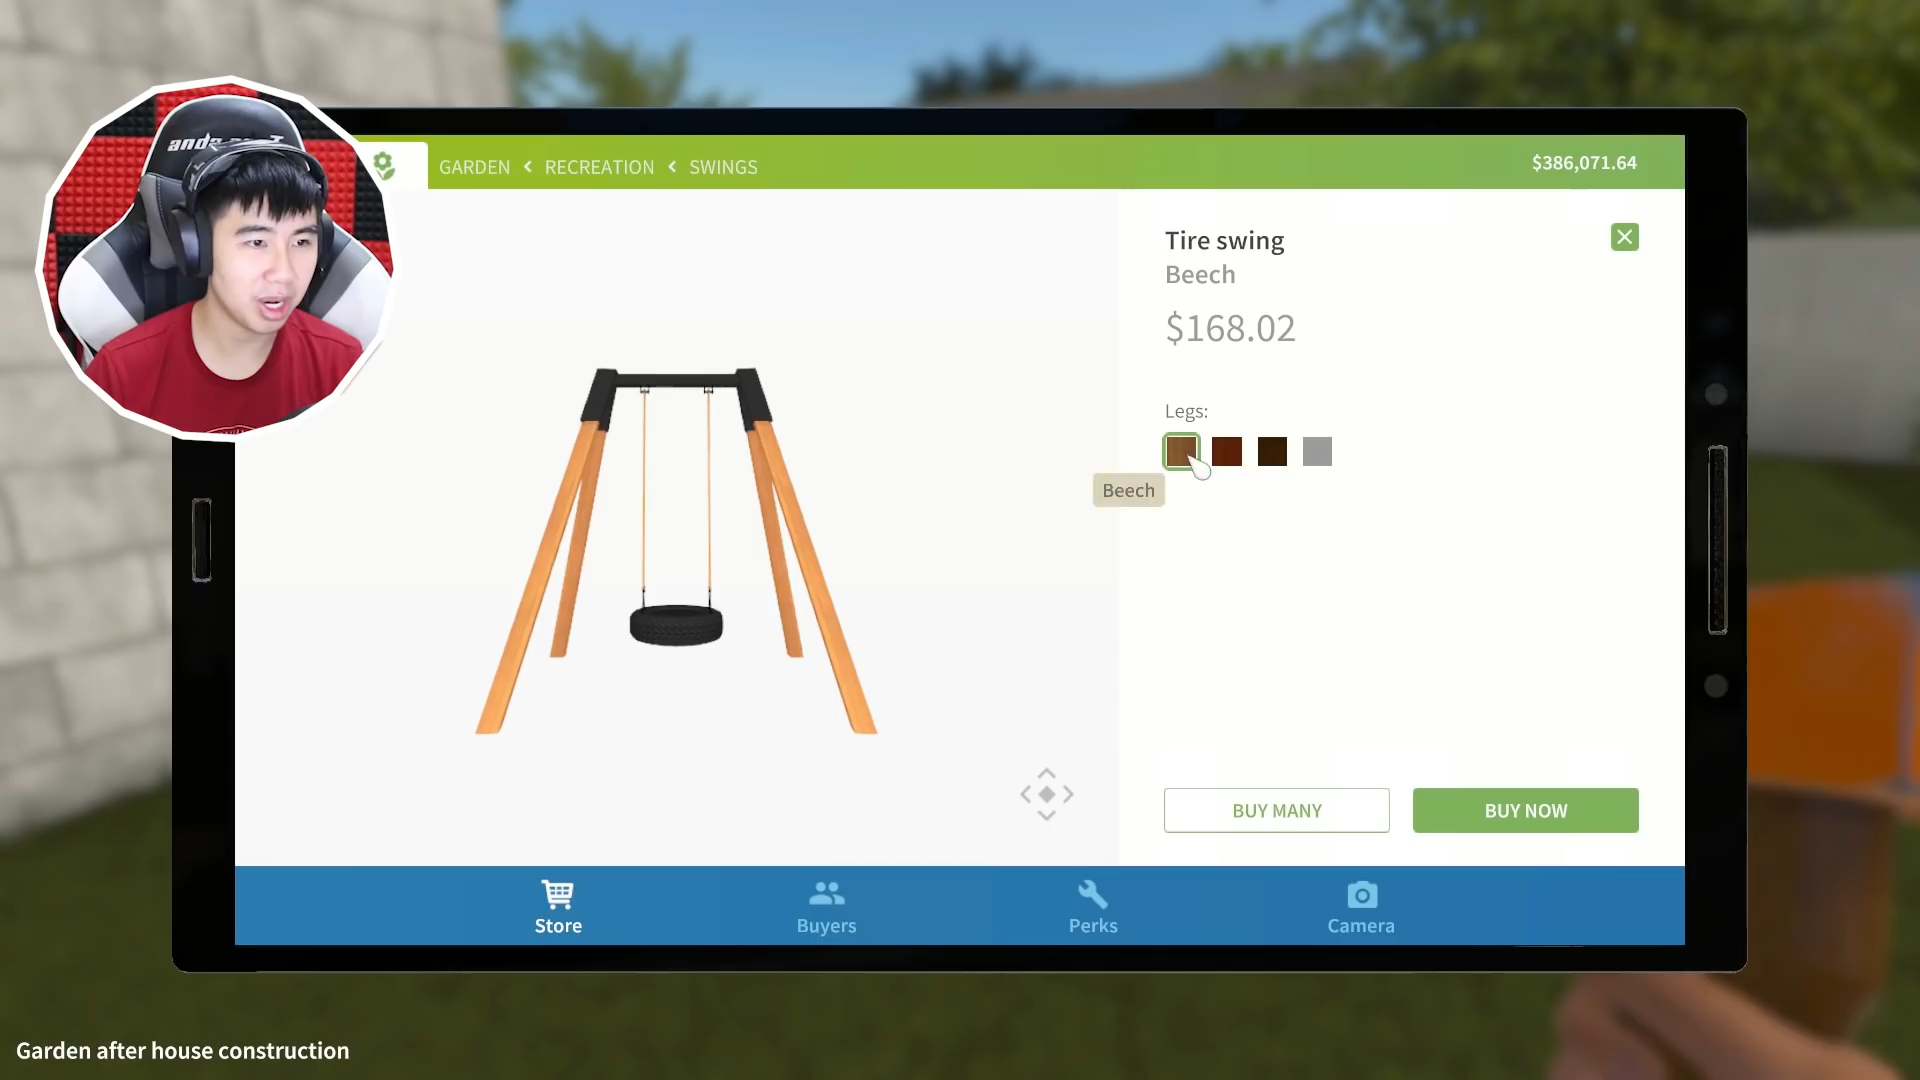 GARDEN < RECREATION < SWINGS
$386,071.64
Tire swing
Beech
$168.02
Legs:
Beech
BUY MANY
BUY NOW
Store
Buyers
Perks
Camera
Garden after house construction